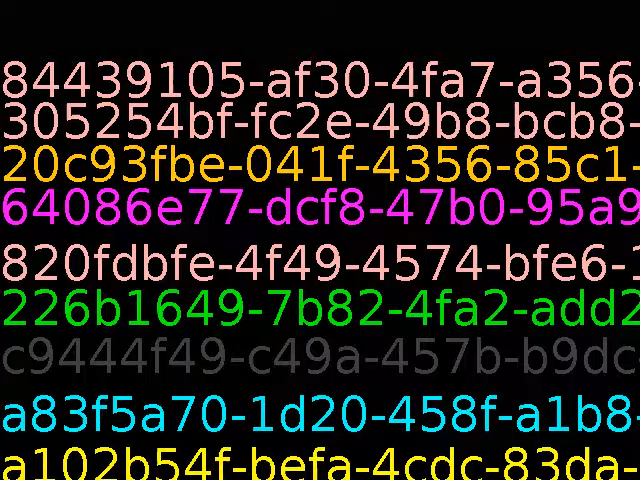 84439105-af30-4fa7-a356-
305254bf-fc2e-49b8-bcb8-
20c93fbe-041f-4356-85c1-
64086e77-dcf8-47b0-95a9
820fdbfe-4f49-4574-bfe6-1
226b1649-7b82-4fa2-add2
c9444f49-c49a-457b-b9dc
a83f5a70-1d20-458f-a1b8-
a102b54f-befa-4cdc-83da-